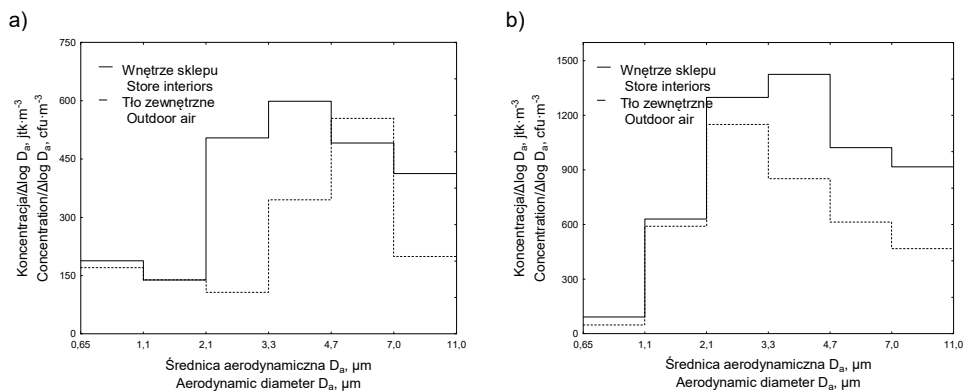 a)
750
600
450
300
150
0
Koncentracja/Δlog Dₐ, jtk·m⁻³
Concentration/Δlog Dₐ, cfu·m⁻³
Wnętrze sklepu
Store interiors
Tło zewnętrzne
Outdoor air
0,65 1,1 2,1 3,3 4,7 7,0 11,0
Średnica aerodynamiczna Dₐ, µm
Aerodynamic diameter Dₐ, µm
b)
1500
1200
900
600
300
0
Koncentracja/Δlog Dₐ, jtk·m⁻³
Concentration/Δlog Dₐ, cfu·m⁻³
Wnętrze sklepu
Store interiors
Tło zewnętrzne
Outdoor air
0,65 1,1 2,1 3,3 4,7 7,0 11,0
Średnica aerodynamiczna Dₐ, µm
Aerodynamic diameter Dₐ, µm